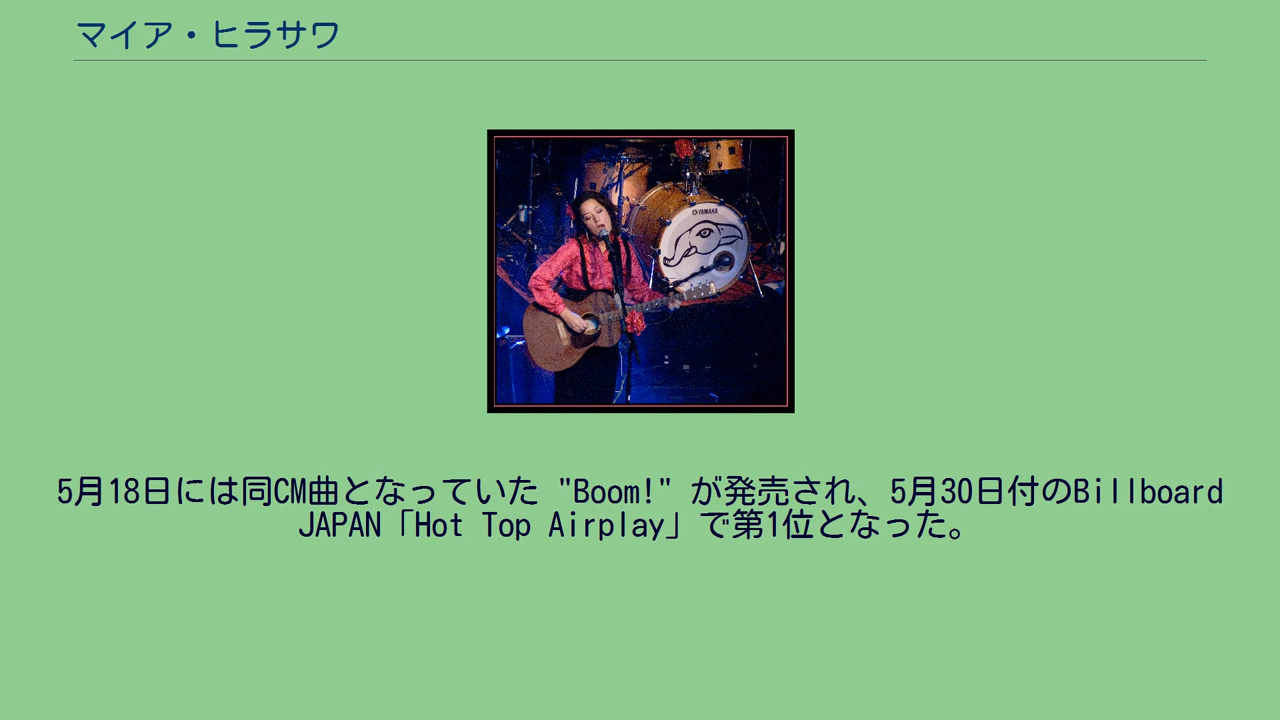 マイア・ヒラサワ
YAMAHA
5月18日には同CM曲となっていた "Boom!" が発売され、5月30日付のBillboard
JAPAN「Hot Top Airplay」で第1位となった。